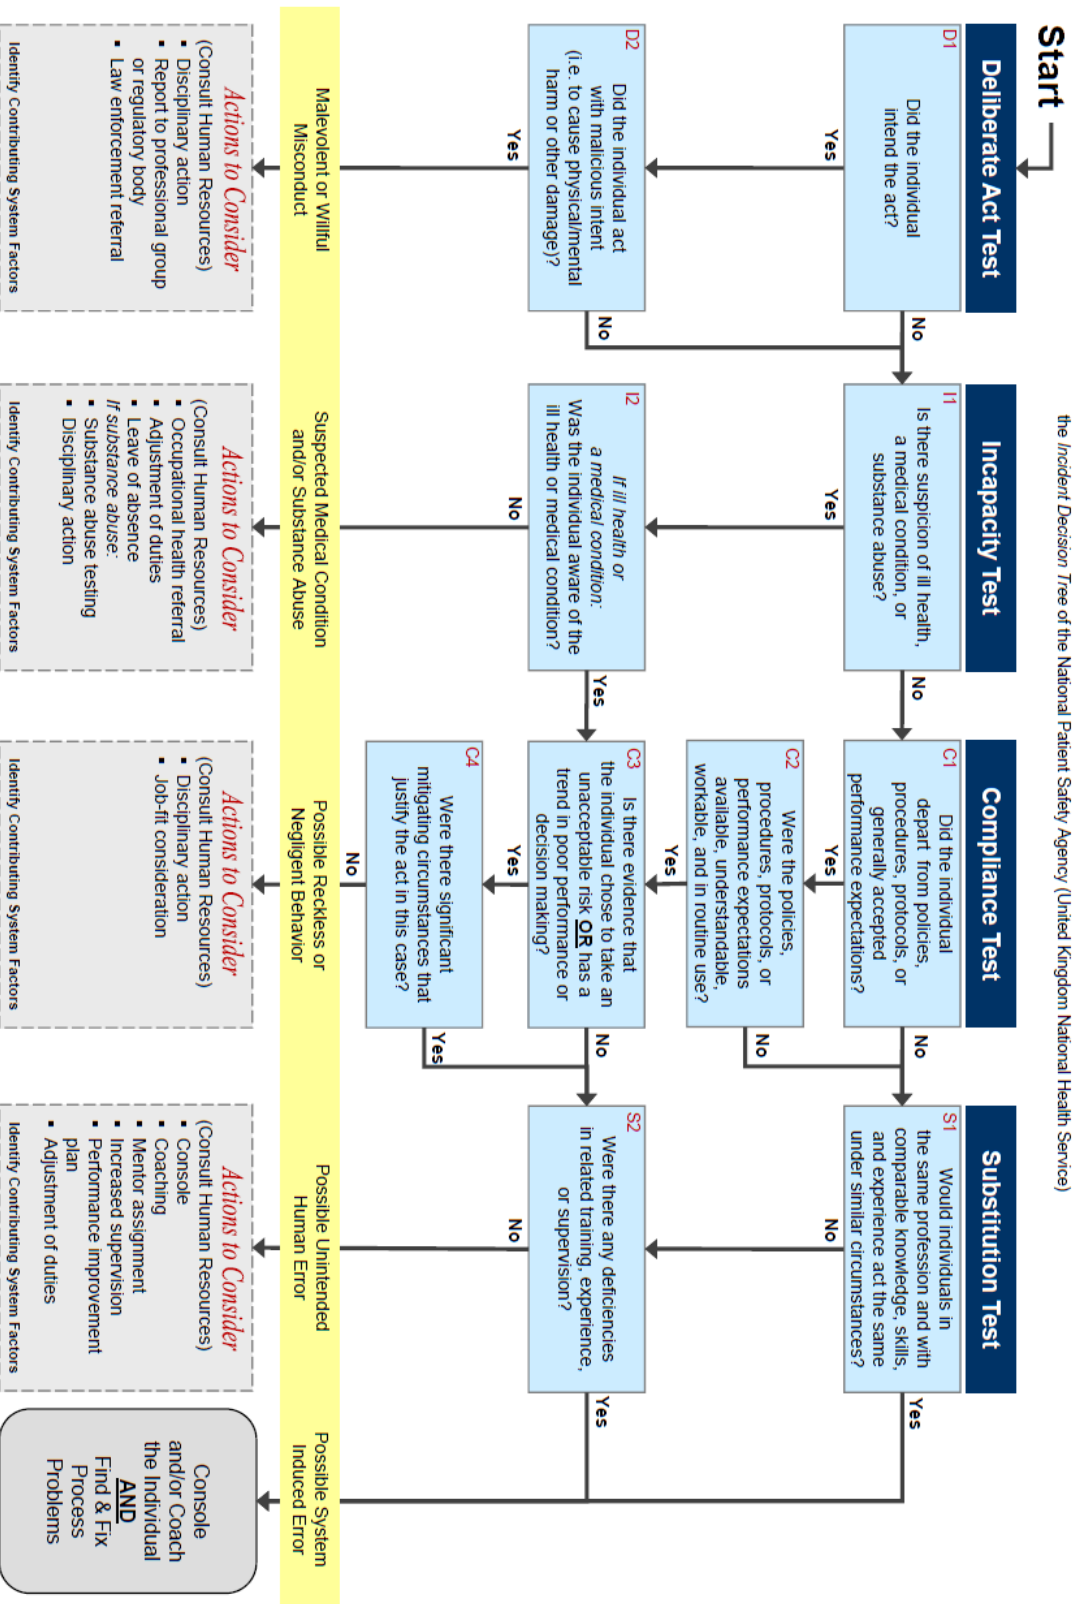 the Incident Decision Tree of the National Patient Safety Agency (United Kingdom National Health Service)
Start
Deliberate Act Test
D1
Did the individual
intend the act?
Yes
No
D2
Did the individual act
with malicious intent
(i.e. to cause physical/mental
harm or other damage)?
Yes
No
Malevolent or Willful
Misconduct
Actions to Consider
(Consult Human Resources)
▪ Disciplinary action
▪ Report to professional group
or regulatory body
▪ Law enforcement referral
Identify Contributing System Factors
Incapacity Test
I1
Is there suspicion of ill health,
a medical condition, or
substance abuse?
Yes
No
I2
If ill health or
a medical condition:
Was the individual aware of the
ill health or medical condition?
No
Yes
Suspected Medical Condition
and/or Substance Abuse
Actions to Consider
(Consult Human Resources)
▪ Occupational health referral
▪ Adjustment of duties
▪ Leave of absence
If substance abuse:
▪ Substance abuse testing
▪ Disciplinary action
Identify Contributing System Factors
Compliance Test
C1
Did the individual
depart from policies,
procedures, protocols, or
generally accepted
performance expectations?
Yes
No
C2
Were the policies,
procedures, protocols, or
performance expectations
available, understandable,
workable, and in routine use?
Yes
No
C3
Is there evidence that
the individual chose to take an
unacceptable risk OR has a
trend in poor performance or
decision making?
Yes
No
C4
Were there significant
mitigating circumstances that
justify the act in this case?
No
Yes
Possible Reckless or
Negligent Behavior
Actions to Consider
(Consult Human Resources)
▪ Disciplinary action
▪ Job-fit consideration
Identify Contributing System Factors
Substitution Test
S1
Would individuals in
the same profession and with
comparable knowledge, skills,
and experience act the same
under similar circumstances?
No
Yes
S2
Were there any deficiencies
in related training, experience,
or supervision?
No
Yes
Possible Unintended
Human Error
Actions to Consider
(Consult Human Resources)
▪ Console
▪ Coaching
▪ Mentor assignment
▪ Increased supervision
▪ Performance improvement
plan
▪ Adjustment of duties
Identify Contributing System Factors
Possible System
Induced Error
Console
and/or Coach
the Individual
AND
Find & Fix
Process
Problems